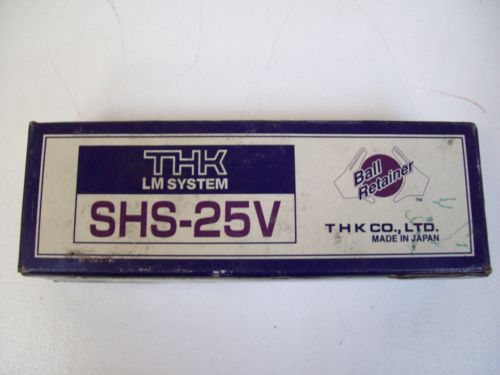 THK
LM SYSTEM
SHS-25V
Ball
Retainer
TM
THK CO., LTD.
MADE IN JAPAN